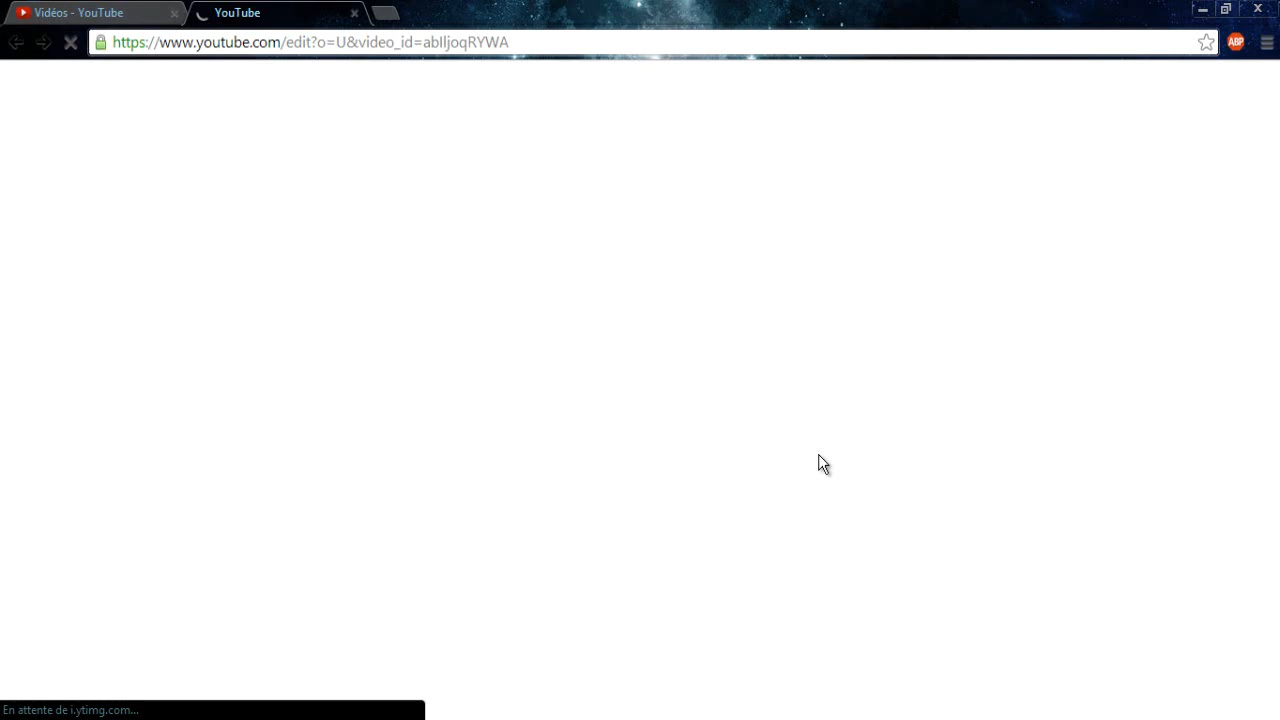 Vidéos - YouTube
YouTube
https://www.youtube.com/edit?o=U&video_id=abIljoqRYWA
ABP
En attente de i.ytimg.com...